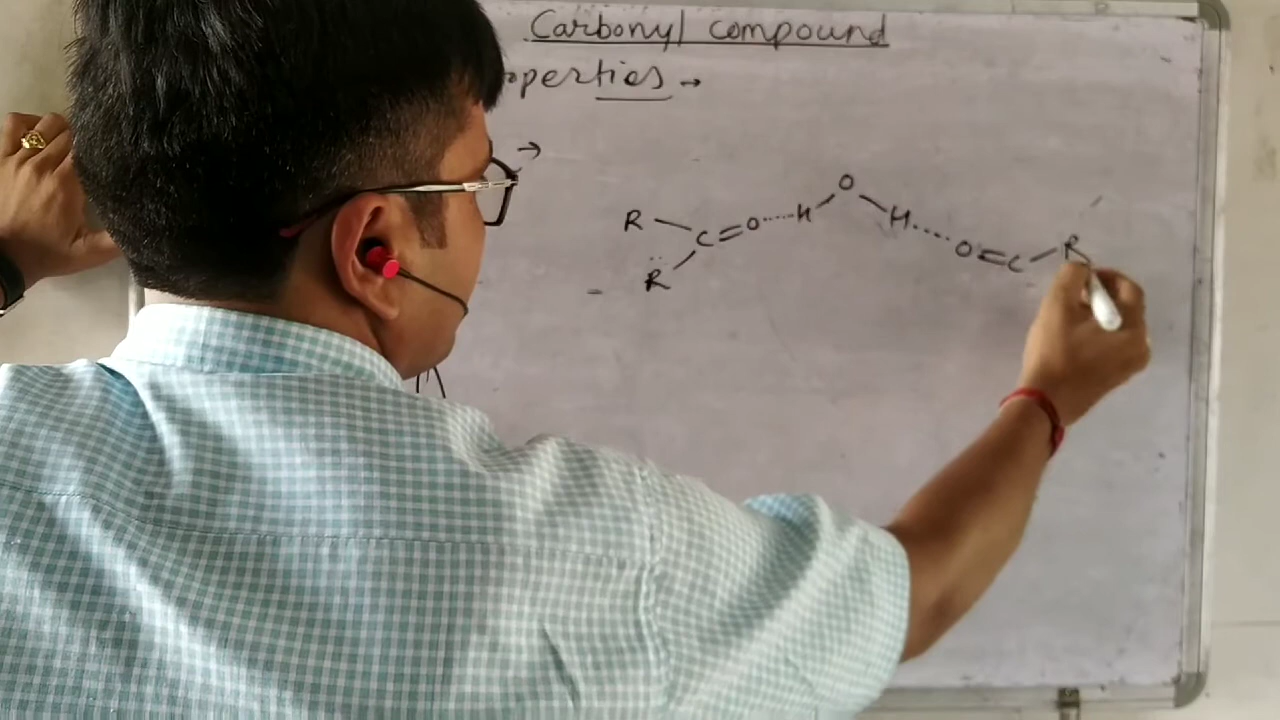 Carbonyl compound
operties →
→
O
R C=O·····H H·····O=C R
R